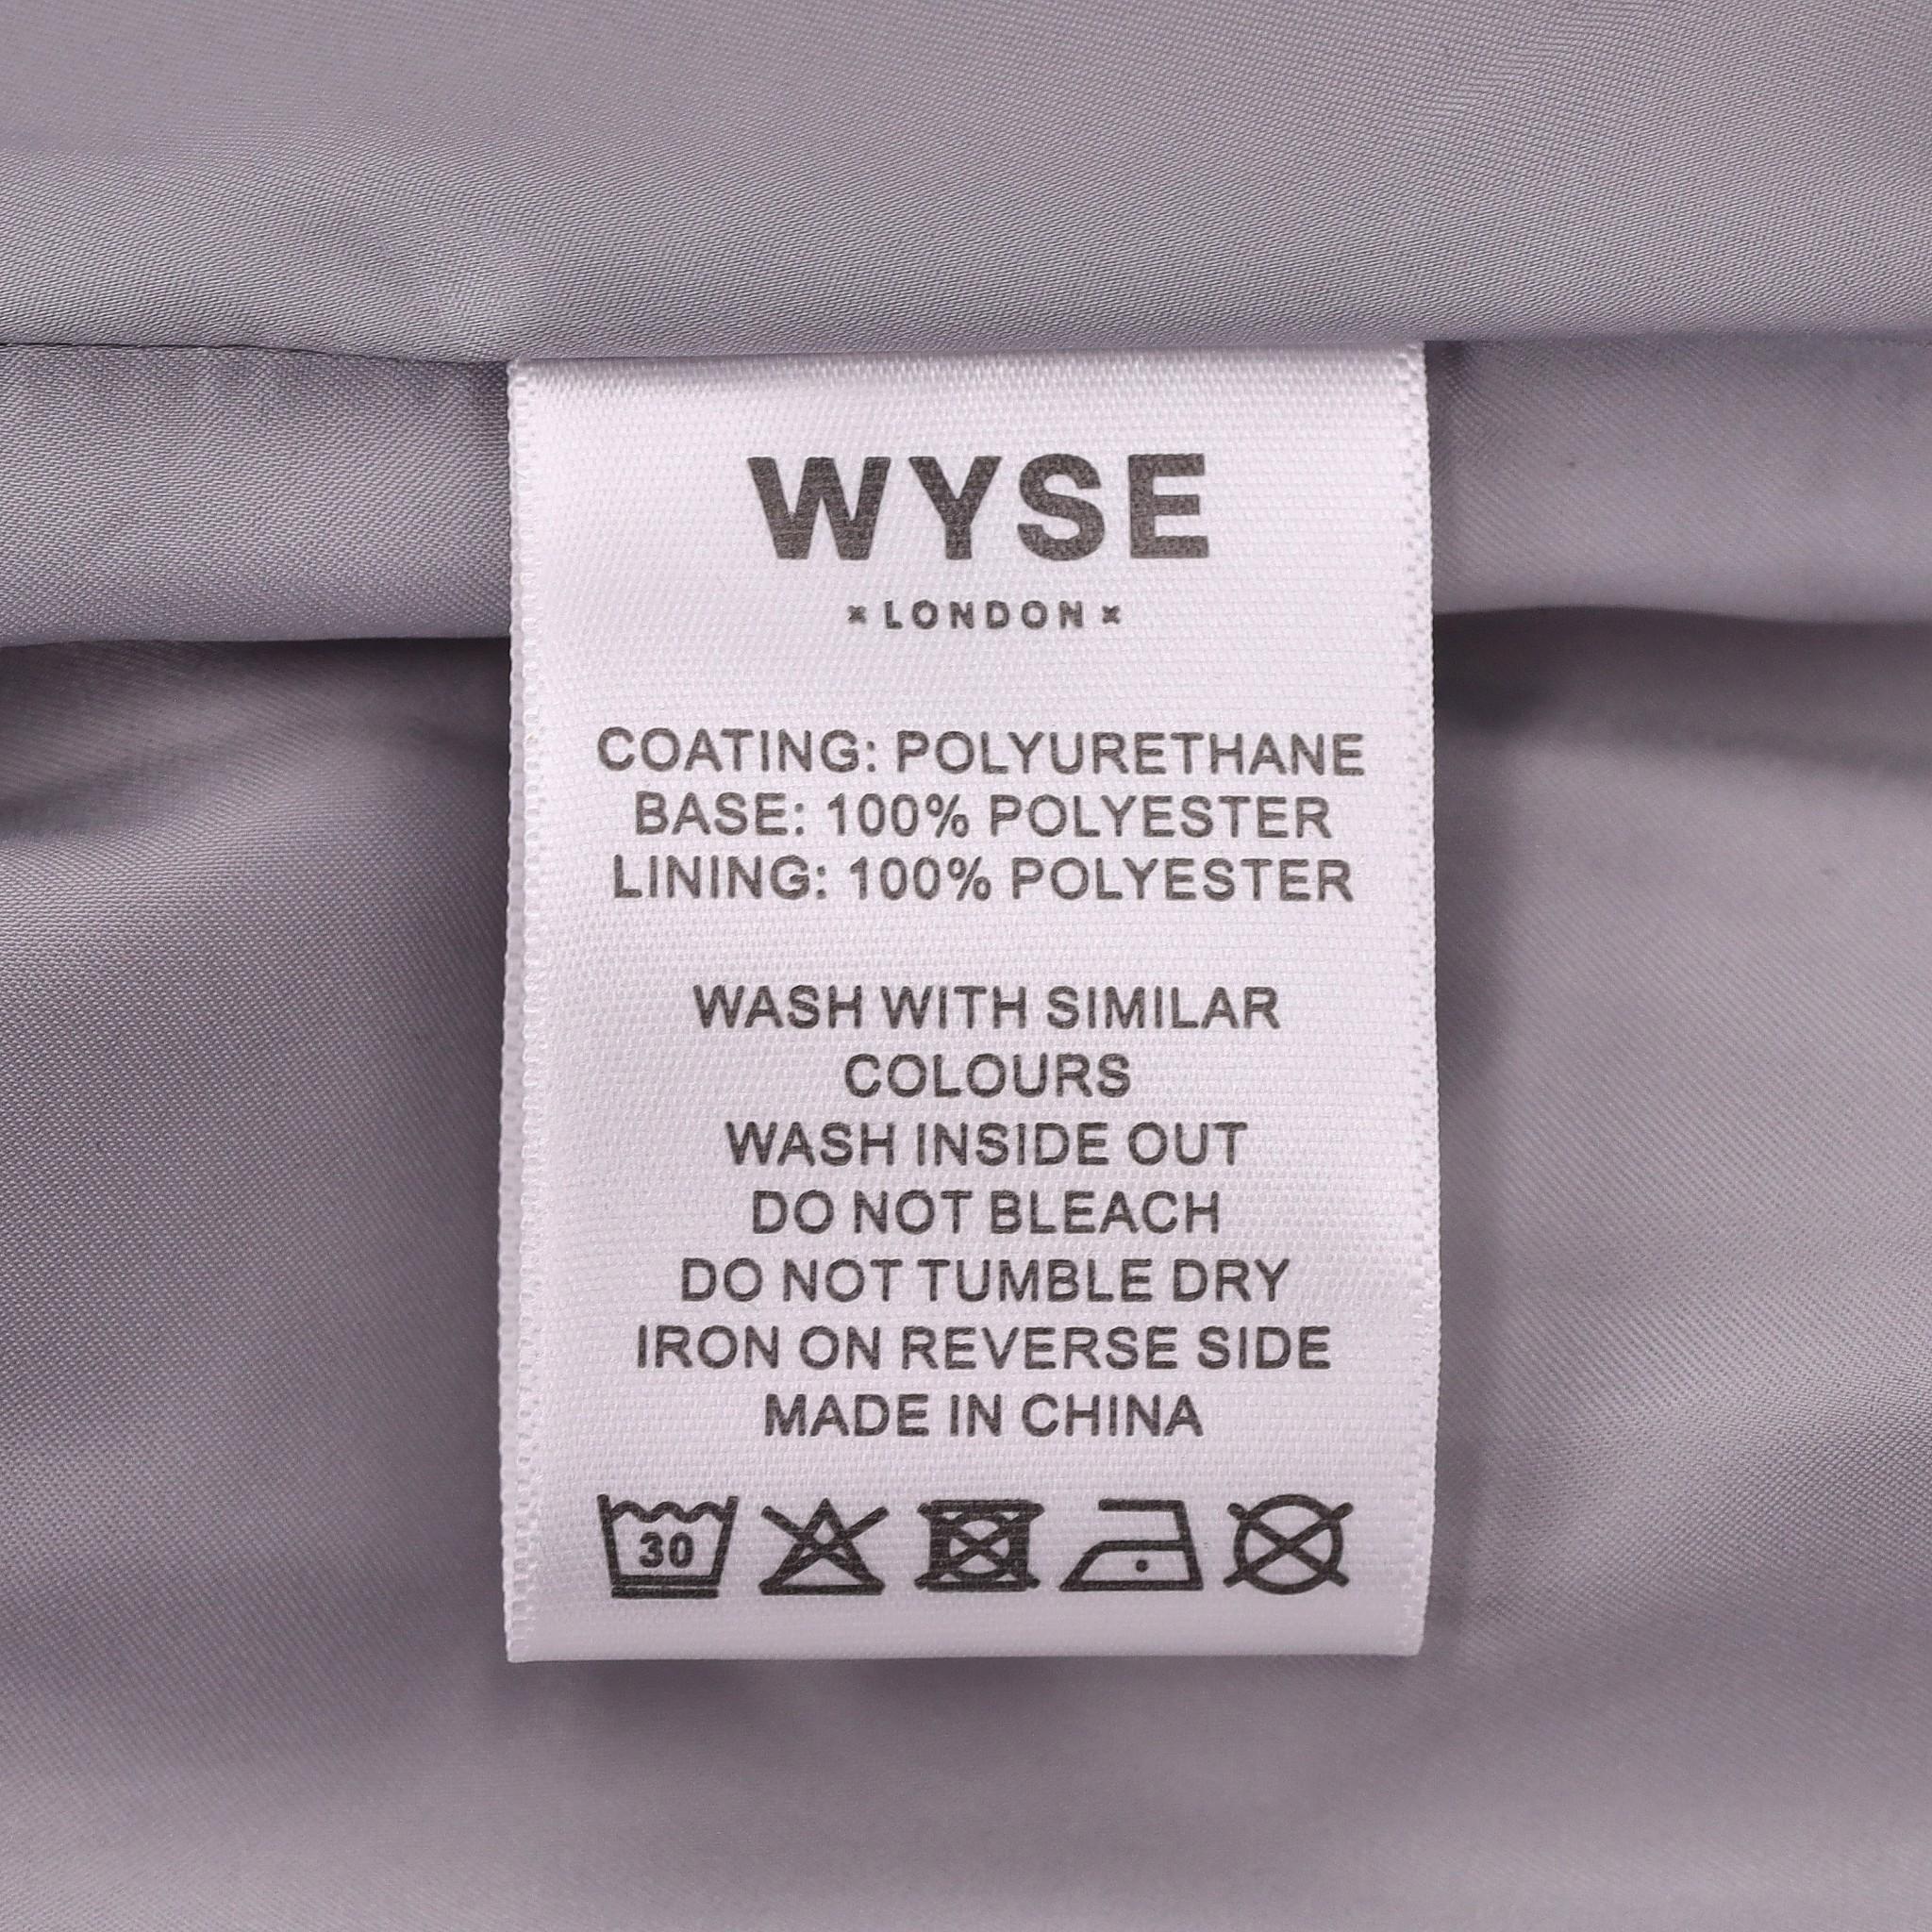 WYSE
× LONDON ×
COATING: POLYURETHANE
BASE: 100% POLYESTER
LINING: 100% POLYESTER
WASH WITH SIMILAR
COLOURS
WASH INSIDE OUT
DO NOT BLEACH
DO NOT TUMBLE DRY
IRON ON REVERSE SIDE
MADE IN CHINA
30